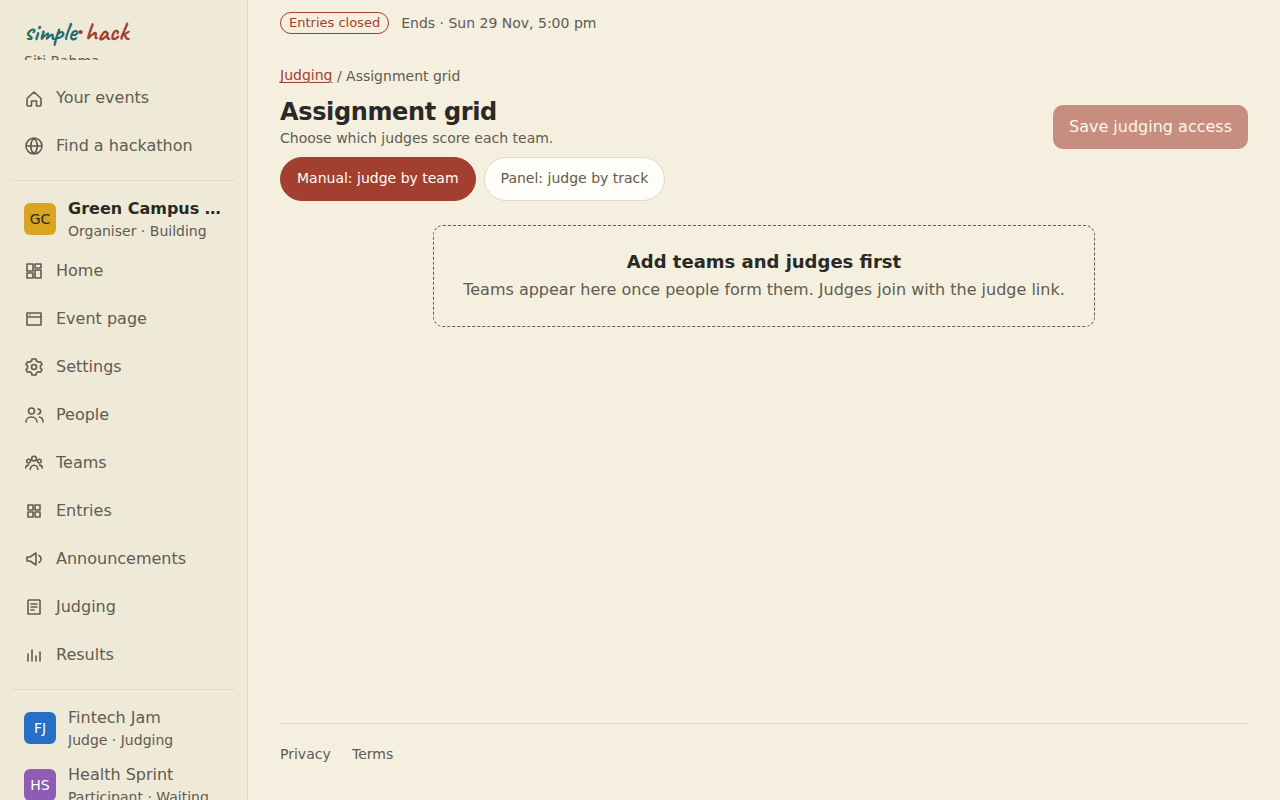 simple·hack
Siti Rahma
Your events
Find a hackathon
GC
Green Campus ...
Organiser · Building
Home
Event page
Settings
People
Teams
Entries
Announcements
Judging
Results
FJ
Fintech Jam
Judge · Judging
HS
Health Sprint
Participant · Waiting
Entries closed
Ends · Sun 29 Nov, 5:00 pm
Judging / Assignment grid
Assignment grid
Choose which judges score each team.
Save judging access
Manual: judge by team
Panel: judge by track
Add teams and judges first
Teams appear here once people form them. Judges join with the judge link.
Privacy
Terms